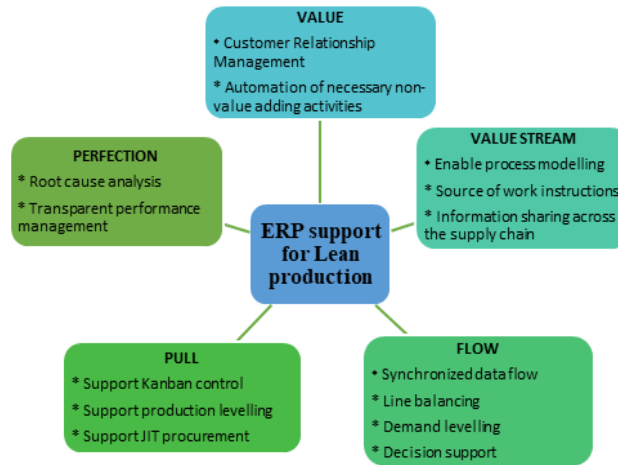 VALUE
* Customer Relationship
Management
* Automation of necessary non-
value adding activities
PERFECTION
* Root cause analysis
* Transparent performance
management
VALUE STREAM
* Enable process modelling
* Source of work instructions
* Information sharing across
the supply chain
ERP support
for Lean
production
PULL
* Support Kanban control
* Support production levelling
* Support JIT procurement
FLOW
* Synchronized data flow
* Line balancing
* Demand levelling
* Decision support